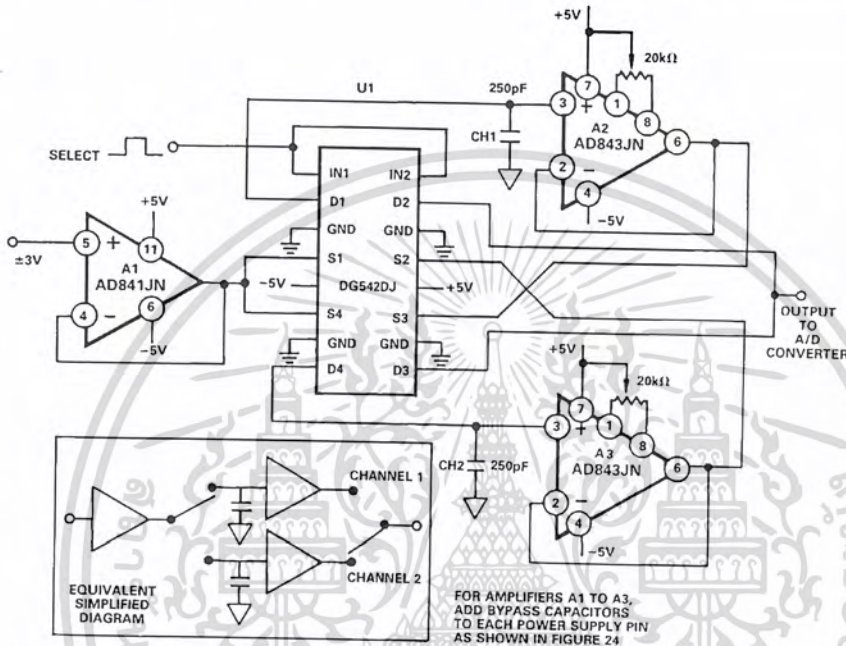 +5V
20kΩ
U1
250pF
7
3
+
1
A2
AD843JN
8
6
CH1
SELECT
2
–
4
–5V
IN1
IN2
D1
D2
GND
GND
S1
S2
–5V
DG542DJ
+5V
S4
S3
GND
GND
D4
D3
+5V
5
+
11
±3V
A1
AD841JN
4
–
6
–5V
OUTPUT
TO
A/D
CONVERTER
+5V
20kΩ
7
3
+
1
A3
AD843JN
8
6
CH2
250pF
2
–
4
–5V
CHANNEL 1
CHANNEL 2
EQUIVALENT
SIMPLIFIED
DIAGRAM
FOR AMPLIFIERS A1 TO A3,
ADD BYPASS CAPACITORS
TO EACH POWER SUPPLY PIN
AS SHOWN IN FIGURE 24